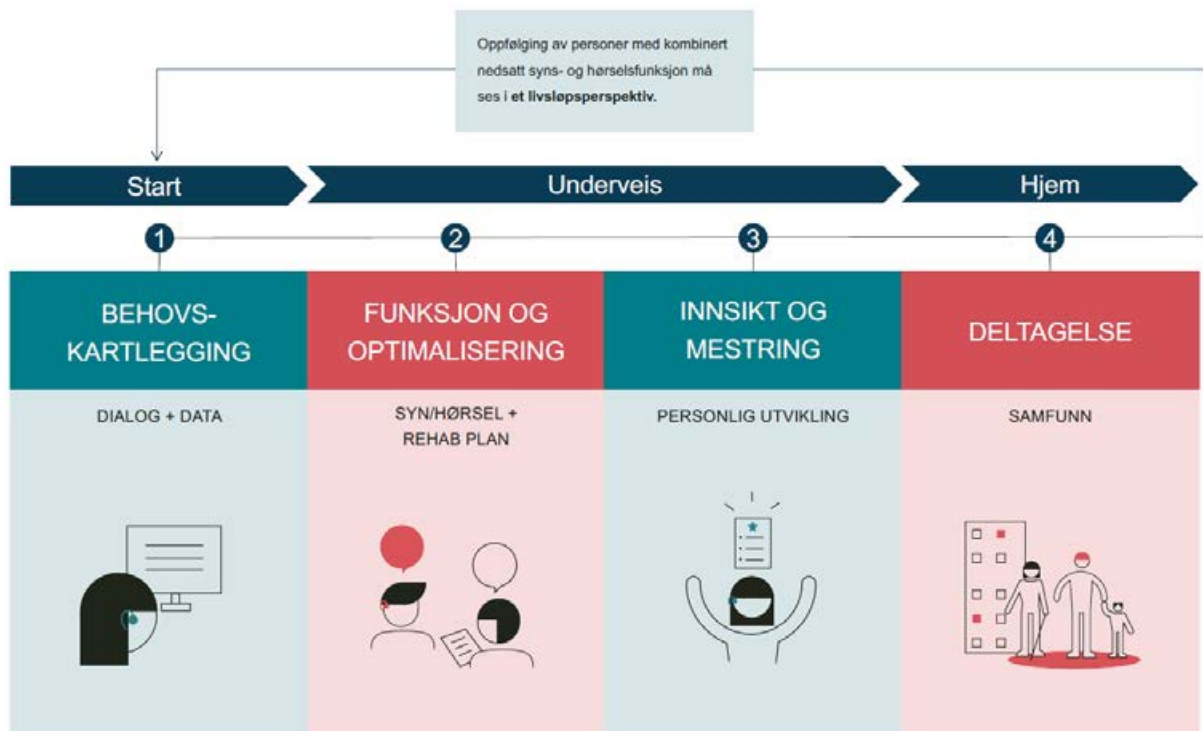 Oppfølging av personer med kombinert
nedsatt syns- og hørselsfunksjon må
ses i et livsløpsperspektiv.
Start
Underveis
Hjem
1
2
3
4
BEHOVS-
KARTLEGGING
FUNKSJON OG
OPTIMALISERING
INNSIKT OG
MESTRING
DELTAGELSE
DIALOG + DATA
SYN/HØRSEL +
REHAB PLAN
PERSONLIG UTVIKLING
SAMFUNN